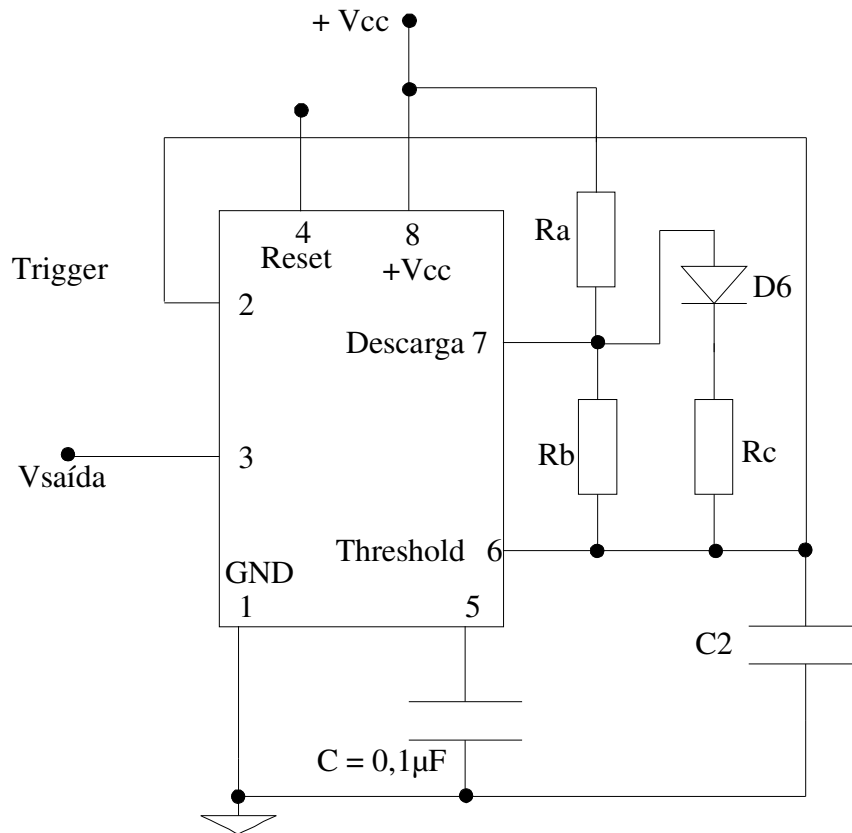 + Vcc
4
8
Reset
+Vcc
Ra
Trigger
2
D6
Descarga 7
3
Vsaída
Rb
Rc
Threshold 6
GND
1
5
C2
C = 0,1µF